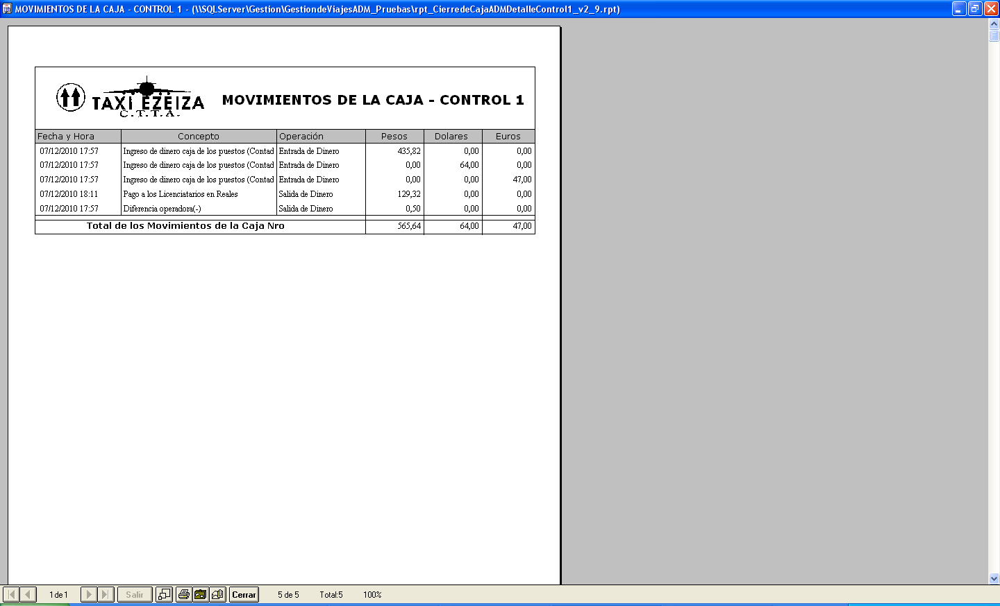 MOVIMIENTOS DE LA CAJA - CONTROL 1 - (\\SQLServer\Gestion\GestiondeViajesADM_Pruebas\rpt_CierredeCajaADMDetalleControl1_v2_9.rpt)
TAXI EZEIZA
C.T.T.A.
MOVIMIENTOS DE LA CAJA - CONTROL 1
Fecha y Hora Concepto Operación Pesos Dolares Euros
07/12/2010 17:57 Ingreso de dinero caja de los puestos (Contad Entrada de Dinero 435,82 0,00 0,00
07/12/2010 17:57 Ingreso de dinero caja de los puestos (Contad Entrada de Dinero 0,00 64,00 0,00
07/12/2010 17:57 Ingreso de dinero caja de los puestos (Contad Entrada de Dinero 0,00 0,00 47,00
07/12/2010 18:11 Pago a los Licenciatarios en Reales Salida de Dinero 129,32 0,00 0,00
07/12/2010 17:57 Diferencia operadora(-) Salida de Dinero 0,50 0,00 0,00
Total de los Movimientos de la Caja Nro 565,64 64,00 47,00
1 de 1 Salir Cerrar 5 de 5 Total:5 100%